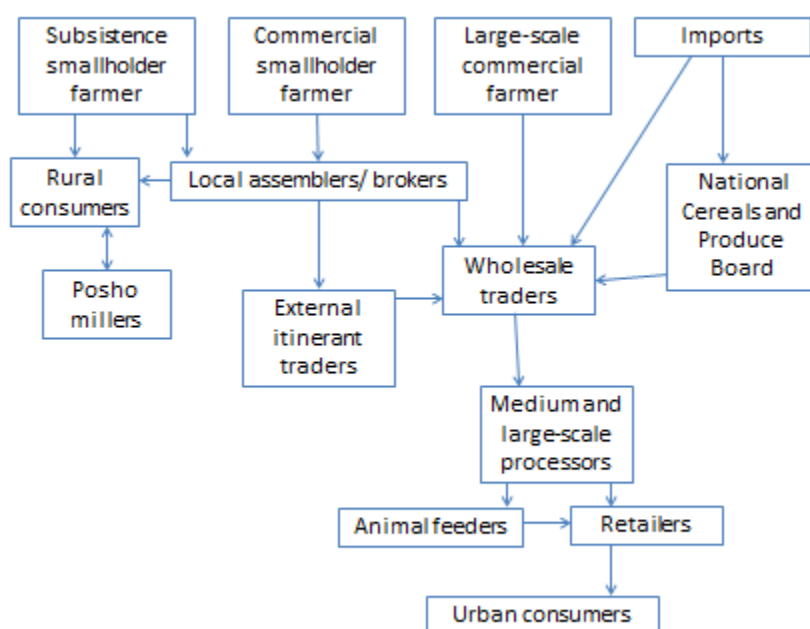 Subsistence
smallholder
farmer
Commercial
smallholder
farmer
Large-scale
commercial
farmer
Imports
Rural
consumers
Local assemblers/ brokers
National
Cereals and
Produce
Board
Wholesale
traders
Posho
millers
External
itinerant
traders
Medium and
large-scale
processors
Animal feeders
Retailers
Urban consumers